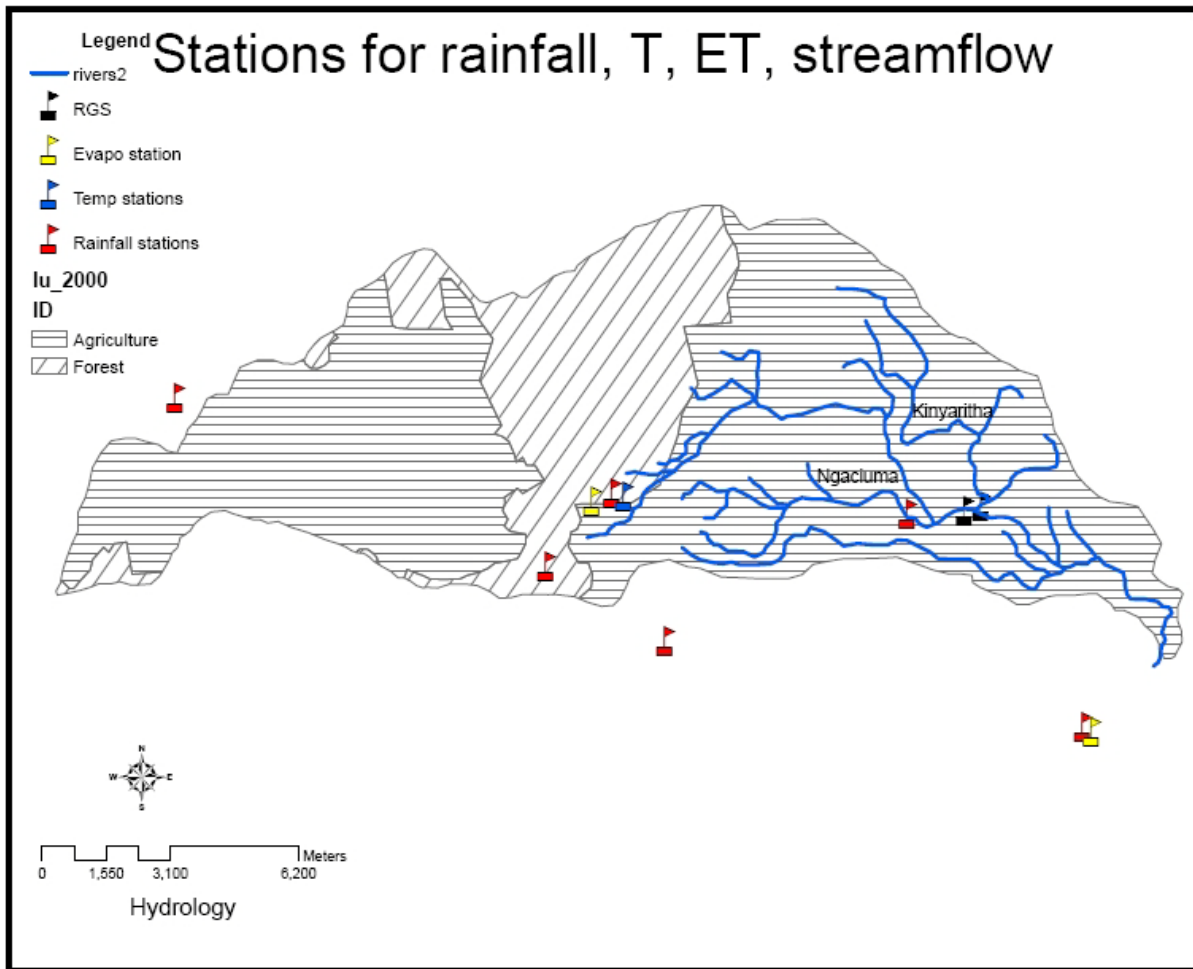 Stations for rainfall, T, ET, streamflow
Legend
rivers2
RGS
Evapo station
Temp stations
Rainfall stations
lu_2000
ID
Agriculture
Forest
Kinyaritha
Ngaciuma
N
W E
S
Meters
0 1,550 3,100 6,200
Hydrology